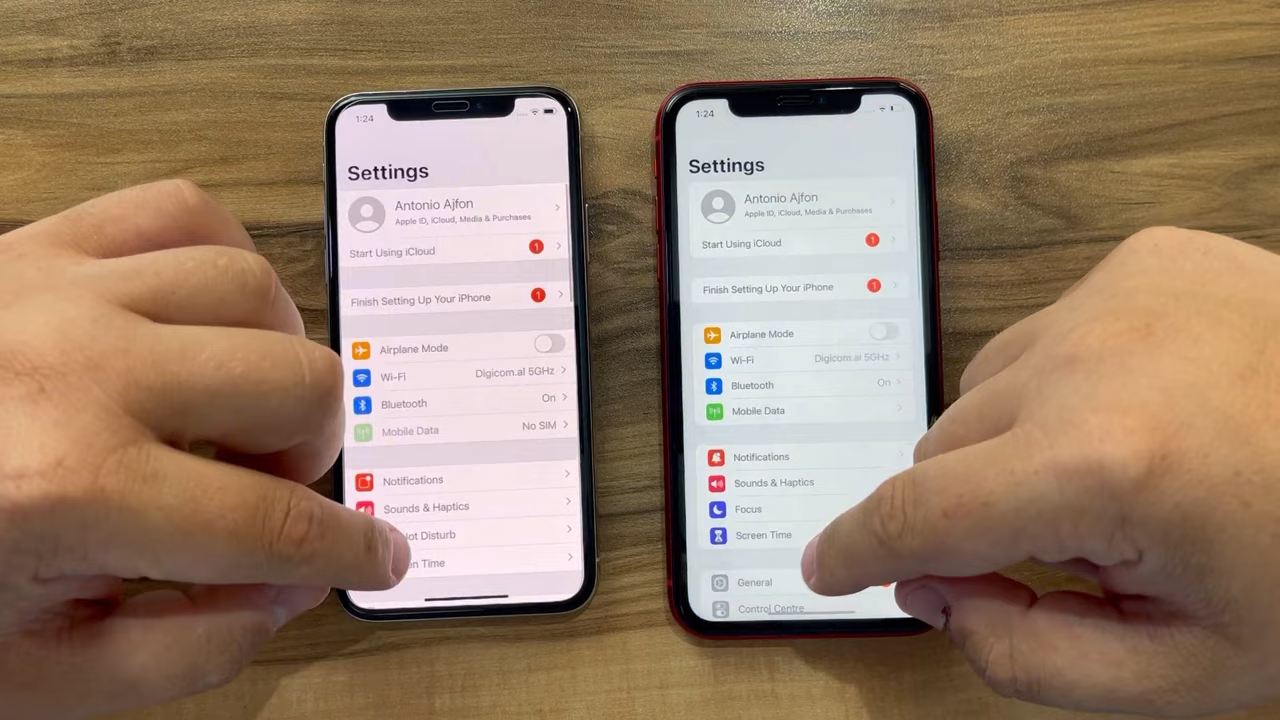 1:24
Settings
Antonio Ajfon
Apple ID, iCloud, Media & Purchases
Start Using iCloud 1
Finish Setting Up Your iPhone 1
Airplane Mode
Wi-Fi Digicom.al 5GHz
Bluetooth On
Mobile Data No SIM
Notifications
Sounds & Haptics
ot Disturb
en Time
1:24
Settings
Antonio Ajfon
Apple ID, iCloud, Media & Purchases
Start Using iCloud 1
Finish Setting Up Your iPhone 1
Airplane Mode
Wi-Fi Digicom.al 5GHz
Bluetooth On
Mobile Data
Notifications
Sounds & Haptics
Focus
Screen Time
General
Control Centre